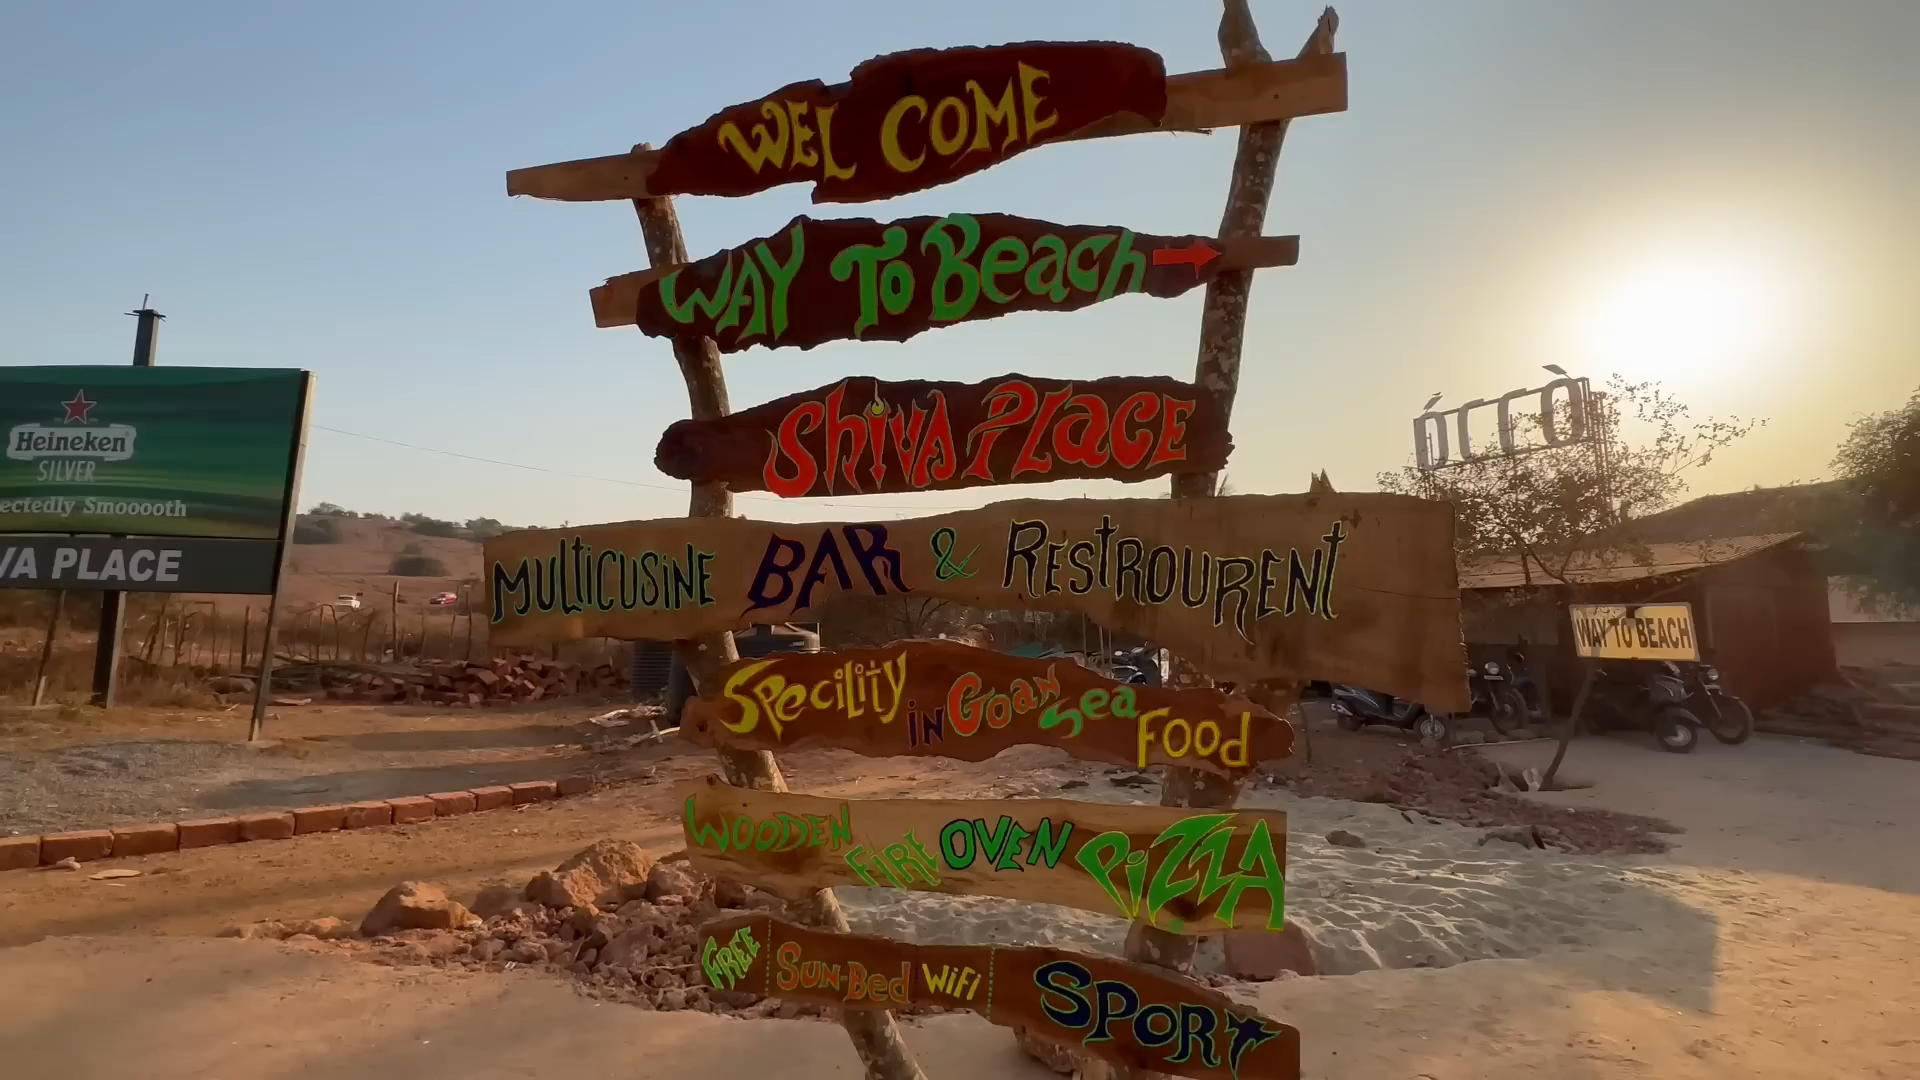 WEL COME
WAY TO Beach
ShivA PLACE
MULTiCUSiNE BAR & RESTROURENT
SPeciLiTY iN GOAN Sea FOOD
WOODEN FIRE OVEN PiZZA
FREE SUN-Bed WiFi SPORT
Heineken
SILVER
ectedly Smooooth
VA PLACE
WAY TO BEACH